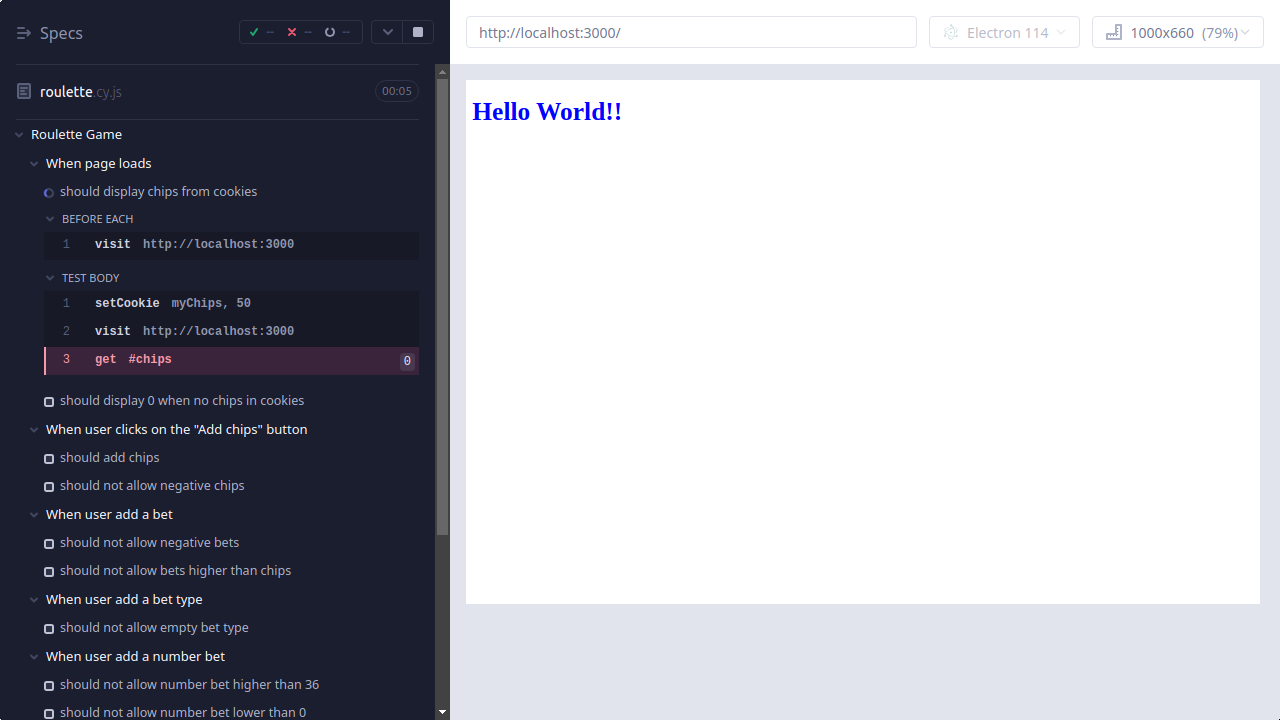 Specs
-- -- --
roulette.cy.js 00:05
Roulette Game
When page loads
should display chips from cookies
BEFORE EACH
1 visit http://localhost:3000
TEST BODY
1 setCookie myChips, 50
2 visit http://localhost:3000
3 get #chips 0
should display 0 when no chips in cookies
When user clicks on the "Add chips" button
should add chips
should not allow negative chips
When user add a bet
should not allow negative bets
should not allow bets higher than chips
When user add a bet type
should not allow empty bet type
When user add a number bet
should not allow number bet higher than 36
should not allow number bet lower than 0
http://localhost:3000/
Electron 114
1000x660 (79%)
Hello World!!